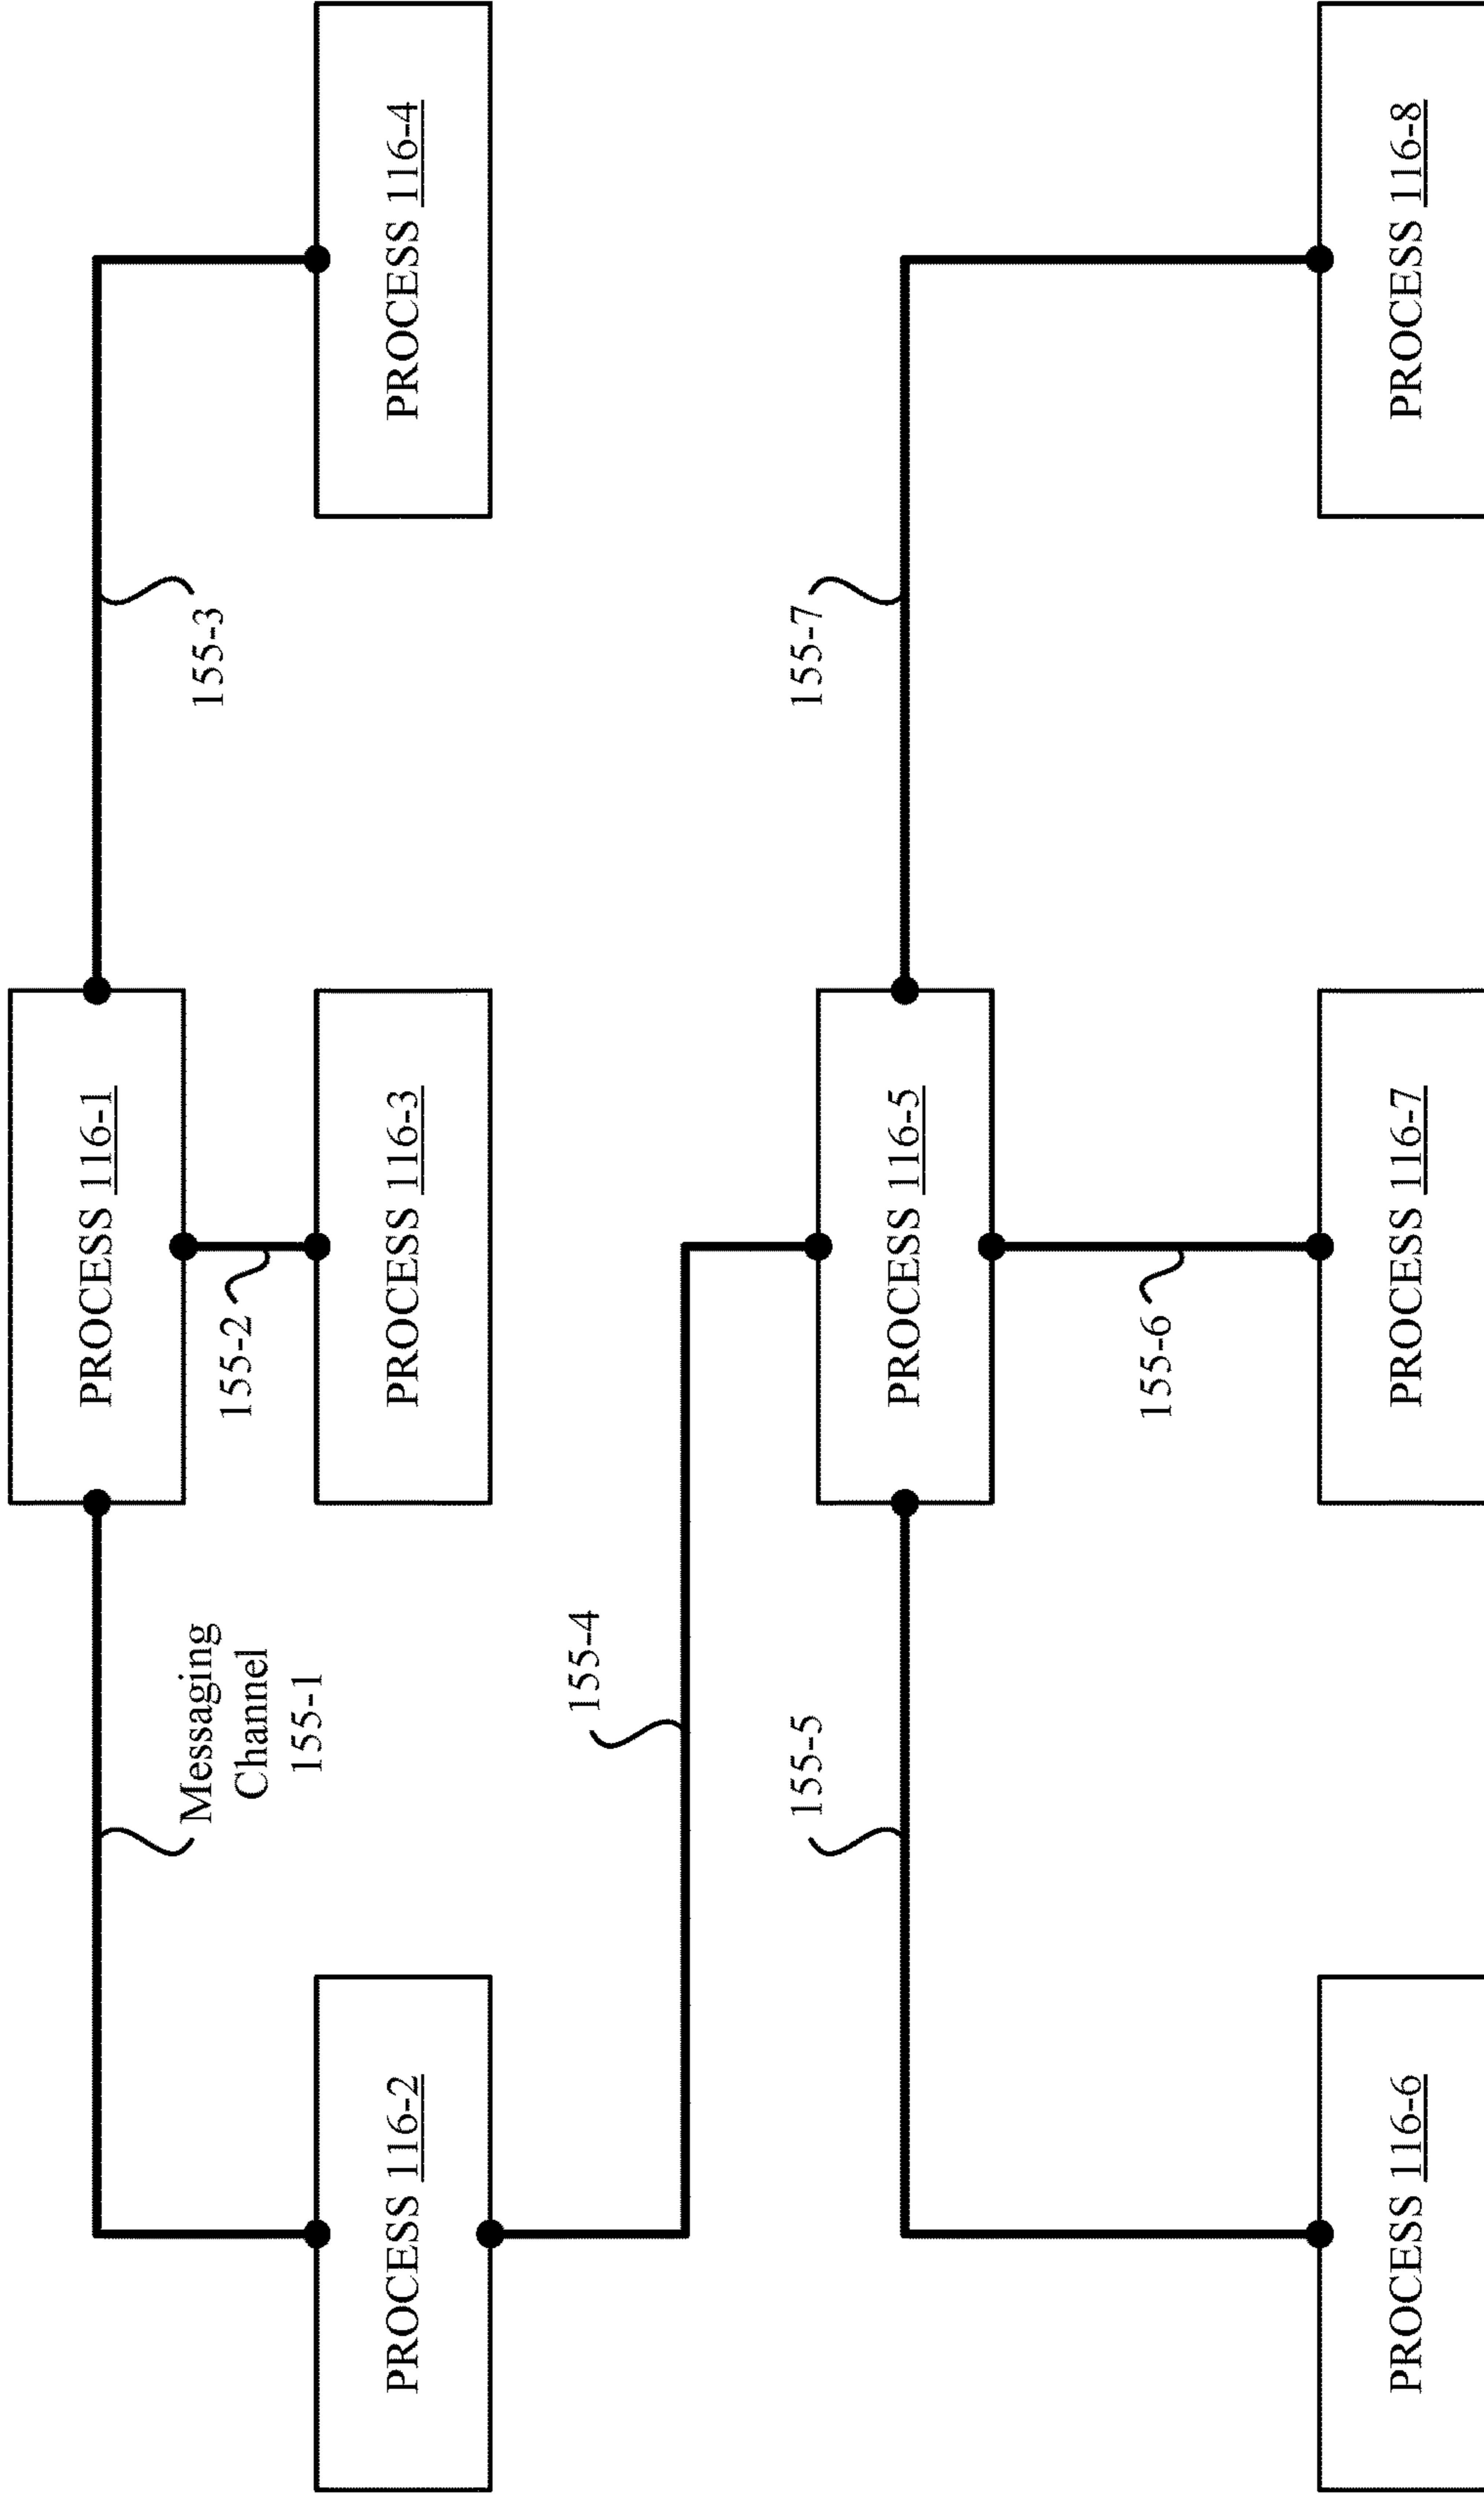 PROCESS 116-1
Messaging
Channel
155-1
155-2
155-3
PROCESS 116-2
PROCESS 116-3
PROCESS 116-4
155-4
PROCESS 116-5
155-5
155-7
155-6
PROCESS 116-6
PROCESS 116-7
PROCESS 116-8